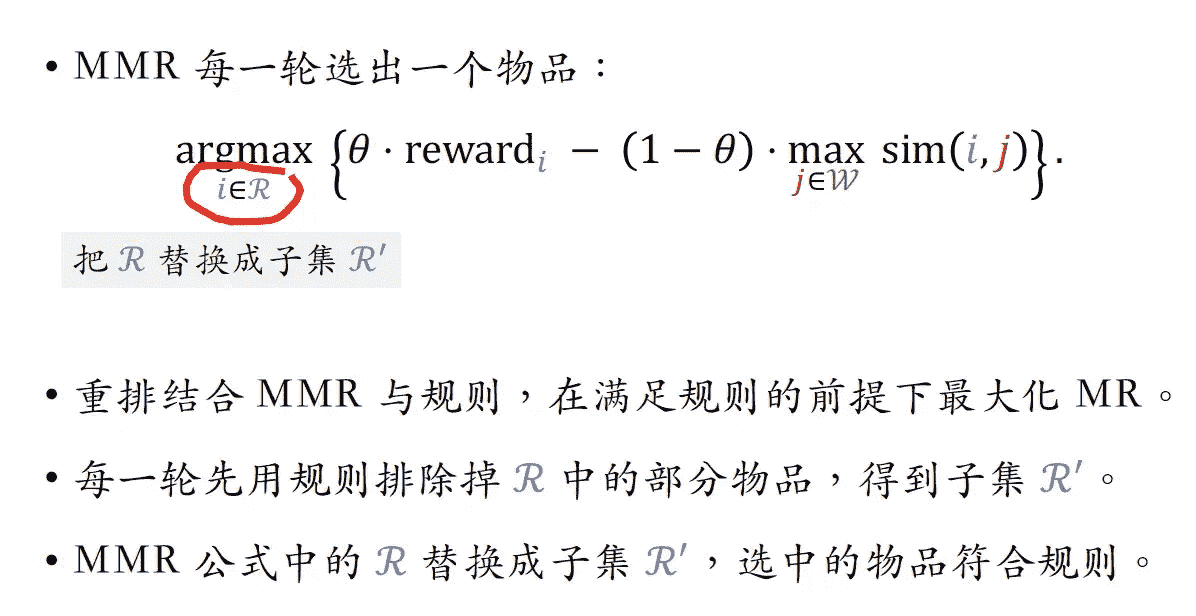 • MMR 每一轮选出一个物品：
argmax {θ · rewardᵢ − (1 − θ) · max sim(i, j)}.
i∈ℛ j∈𝒲
把 ℛ 替换成子集 ℛ′
• 重排结合 MMR 与规则，在满足规则的前提下最大化 MR。
• 每一轮先用规则排除掉 ℛ 中的部分物品，得到子集 ℛ′。
• MMR 公式中的 ℛ 替换成子集 ℛ′，选中的物品符合规则。